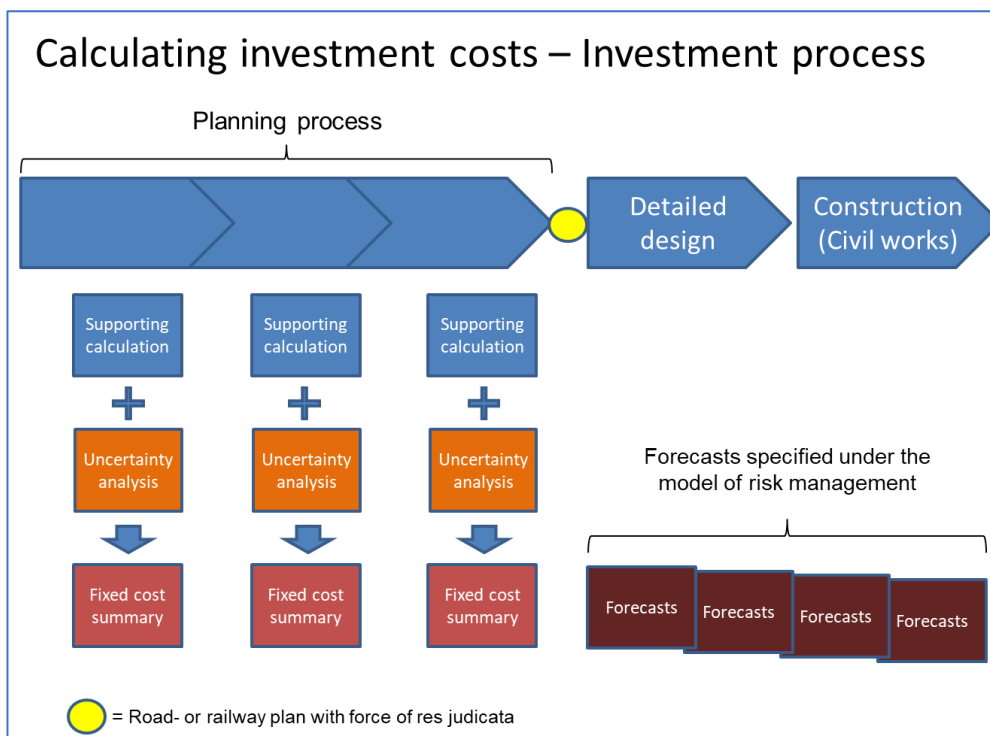 Calculating investment costs – Investment process
Planning process
Detailed
design
Construction
(Civil works)
Supporting
calculation
Supporting
calculation
Supporting
calculation
Uncertainty
analysis
Uncertainty
analysis
Uncertainty
analysis
Forecasts specified under the
model of risk management
Fixed cost
summary
Fixed cost
summary
Fixed cost
summary
Forecasts
Forecasts
Forecasts
Forecasts
= Road- or railway plan with force of res judicata